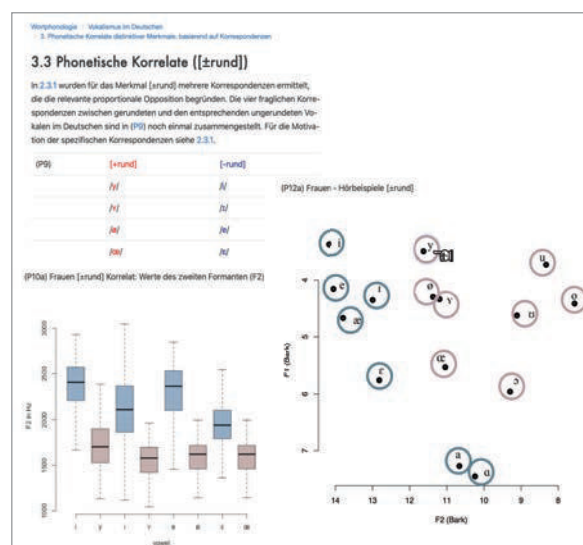 Wortphonologie Vokalismus im Deutschen
3. Phonetische Korrelate distinktiver Merkmale: basierend auf Korrespondenzen
3.3 Phonetische Korrelate ([±rund])
In 2.3.1 wurden für das Merkmal [±rund] mehrere Korrespondenzen ermittelt,
die die relevante proportionale Opposition begründen. Die vier fraglichen Korre-
spondenzen zwischen gerundeten und den entsprechenden ungerundeten Vo-
kalen im Deutschen sind in (P9) noch einmal zusammengestellt. Für die Motiva-
tion der spezifischen Korrespondenzen siehe 2.3.1.
(P9) [+rund] [-rund]
/y/ /i/
/ʏ/ /ɪ/
/ø/ /e/
/œ/ /ɛ/
(P10a) Frauen [±rund] Korrelat: Werte des zweiten Formanten (F2)
F2 in Hz
3000
2500
2000
1500
1000
vowel
(P12a) Frauen - Hörbeispiele [±rund]
i y u
e ɪ ø ʏ o
æ ʊ
ɛ œ ɔ
a ɑ
F1 (Bark)
4
5
6
7
14 13 12 11 10 9 8
F2 (Bark)